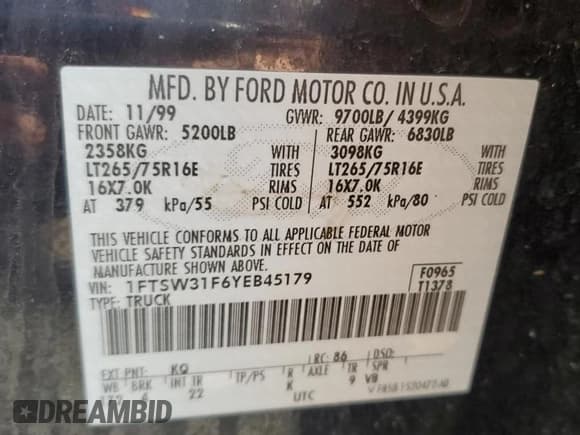 MFD. BY FORD MOTOR CO. IN U.S.A.
DATE: 11/99 GVWR: 9700LB/ 4399KG
FRONT GAWR: 5200LB REAR GAWR: 6830LB
2358KG WITH 3098KG WITH
LT265/75R16E TIRES LT265/75R16E TIRES
16X7.0K RIMS 16X7.0K RIMS
AT 379 kPa/55 PSI COLD AT 552 kPa/80 PSI COLD
THIS VEHICLE CONFORMS TO ALL APPLICABLE FEDERAL MOTOR
VEHICLE SAFETY STANDARDS IN EFFECT ON THE DATE OF
MANUFACTURE SHOWN ABOVE.
VIN: 1FTSW31F6YEB45179 F0965
TYPE: TRUCK T1378
EXT PNT: KQ RC: 86 DSO:
WB BRK INT TR TP/PS R AXLE TR SPR
172 6 22 K 9 VB
UTC
DREAMBID